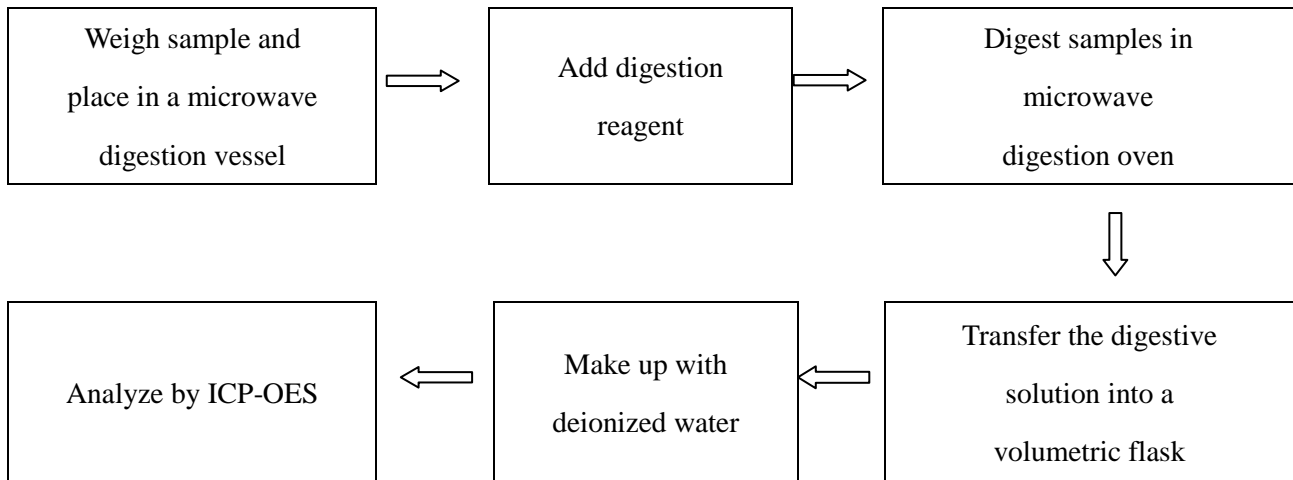 Weigh sample and
place in a microwave
digestion vessel
Add digestion
reagent
Digest samples in
microwave
digestion oven
Transfer the digestive
solution into a
volumetric flask
Make up with
deionized water
Analyze by ICP-OES